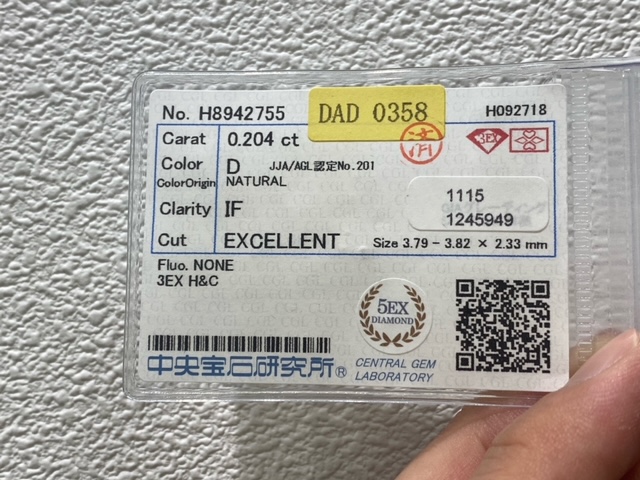 No. H8942755
DAD 0358
H092718
Carat 0.204 ct
3EX
Color D JJA/AGL認定No.201
ColorOrigin NATURAL
Clarity IF
1115
1245949
Cut EXCELLENT Size 3.79 - 3.82 × 2.33 mm
Fluo. NONE
3EX H&C
5EX
DIAMOND
中央宝石研究所®
CENTRAL GEM
LABORATORY